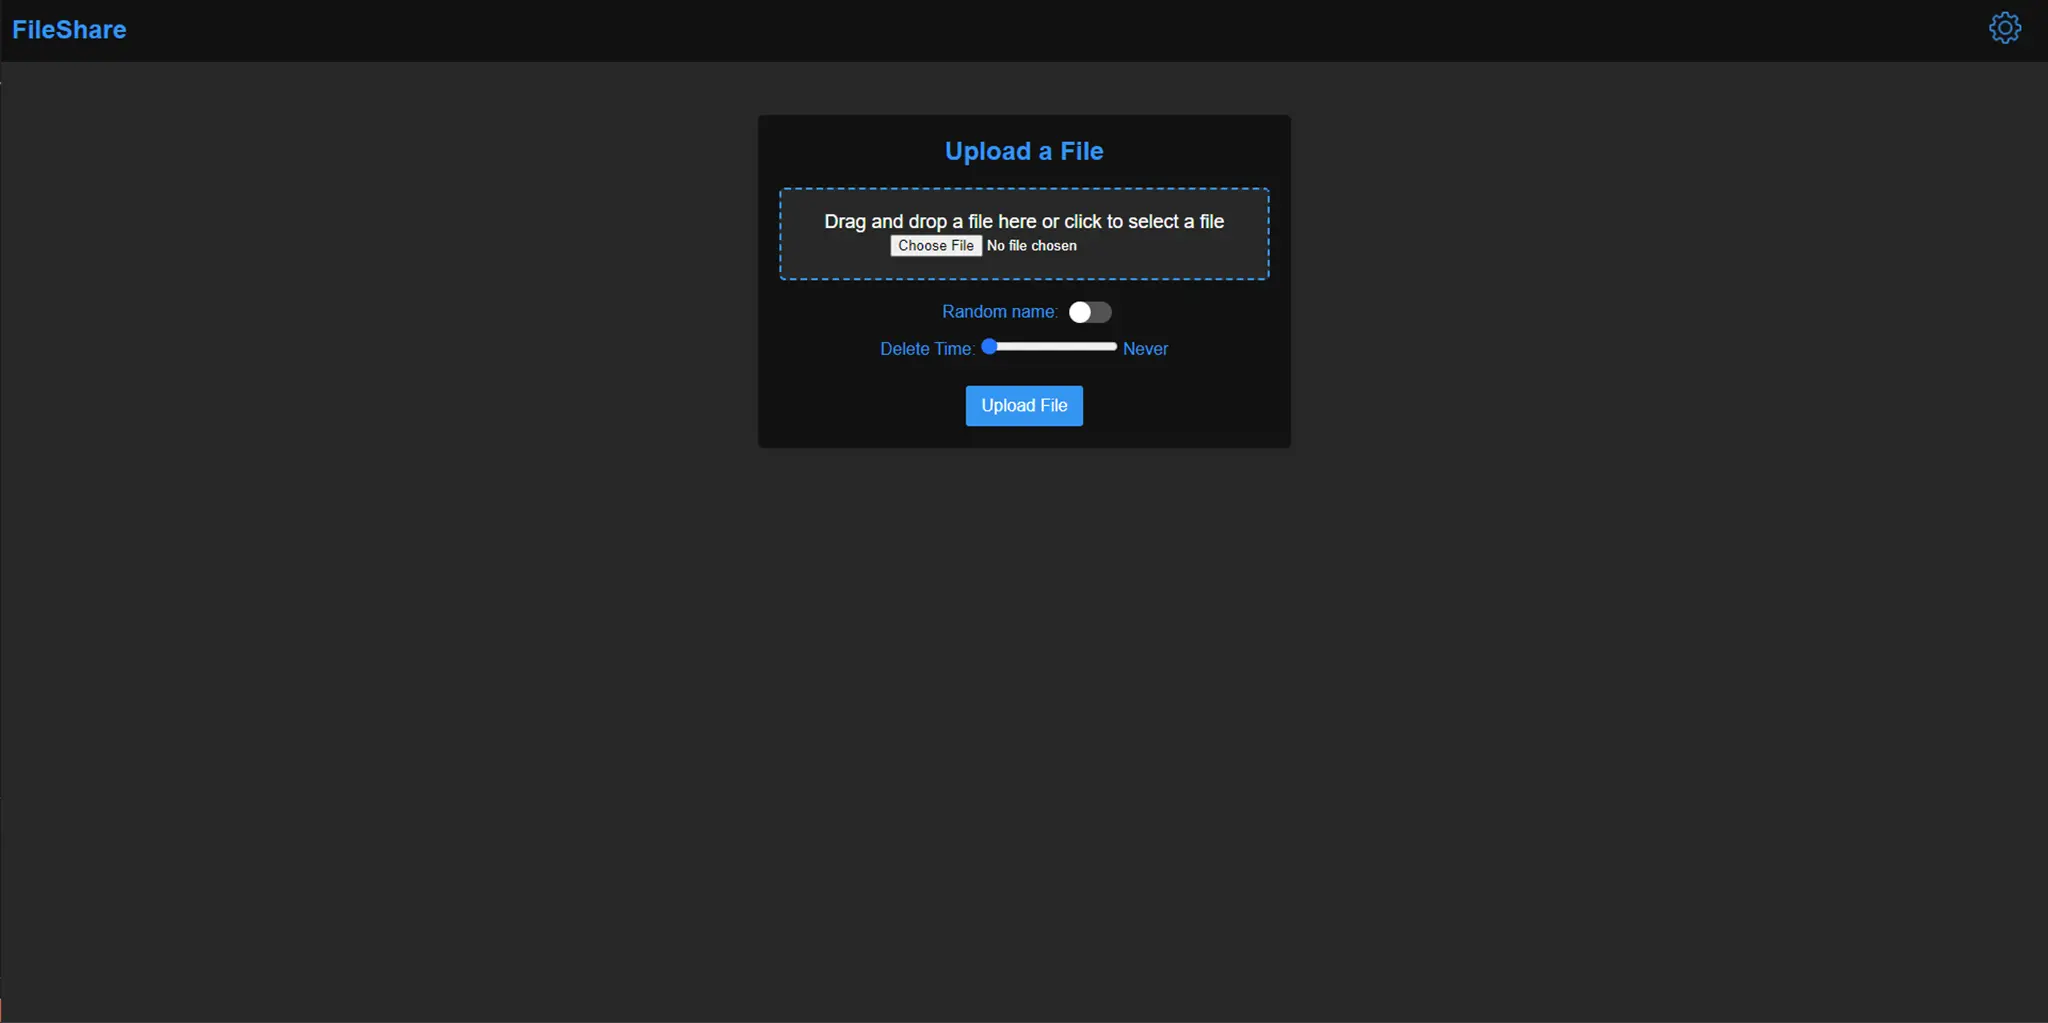 FileShare
Upload a File
Drag and drop a file here or click to select a file
Choose File No file chosen
Random name:
Delete Time: Never
Upload File